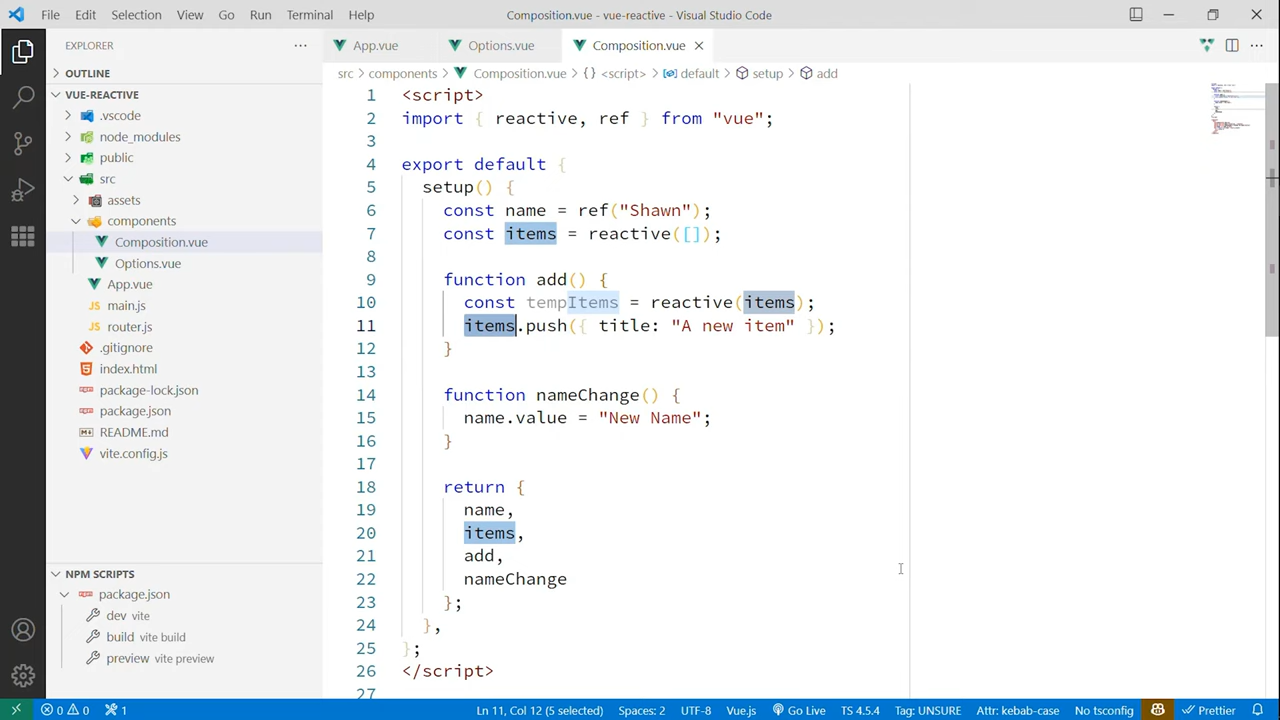 File Edit Selection View Go Run Terminal Help Composition.vue - vue-reactive - Visual Studio Code
EXPLORER
OUTLINE
VUE-REACTIVE
.vscode
node_modules
public
src
assets
components
Composition.vue
Options.vue
App.vue
main.js
router.js
.gitignore
index.html
package-lock.json
package.json
README.md
vite.config.js
NPM SCRIPTS
package.json
dev vite
build vite build
preview vite preview
App.vue Options.vue Composition.vue
src > components > Composition.vue > {} <script> > default > setup > add
1 <script>
2 import { reactive, ref } from "vue";
3
4 export default {
5 setup() {
6 const name = ref("Shawn");
7 const items = reactive([]);
8
9 function add() {
10 const tempItems = reactive(items);
11 items.push({ title: "A new item" });
12 }
13
14 function nameChange() {
15 name.value = "New Name";
16 }
17
18 return {
19 name,
20 items,
21 add,
22 nameChange
23 };
24 },
25 };
26 </script>
27
0 0 1 Ln 11, Col 12 (5 selected) Spaces: 2 UTF-8 Vue.js Go Live TS 4.5.4 Tag: UNSURE Attr: kebab-case No tsconfig Prettier